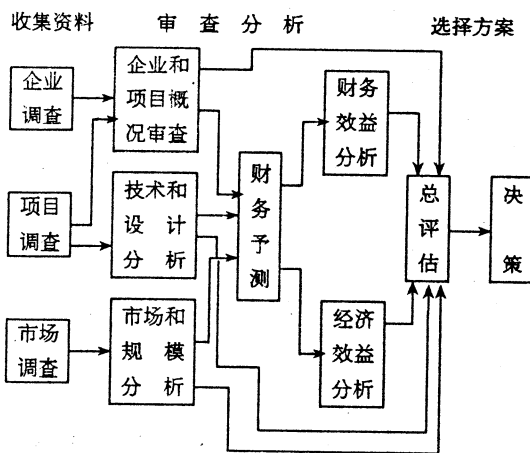 收集资料 审查分析 选择方案
企业
调查
企业和
项目概
况审查
财务
效益
分析
项目
调查
技术和
设计
分析
财
务
予
测
总
评
估
决
策
市场
调查
市场和
规模
分析
经济
效益
分析